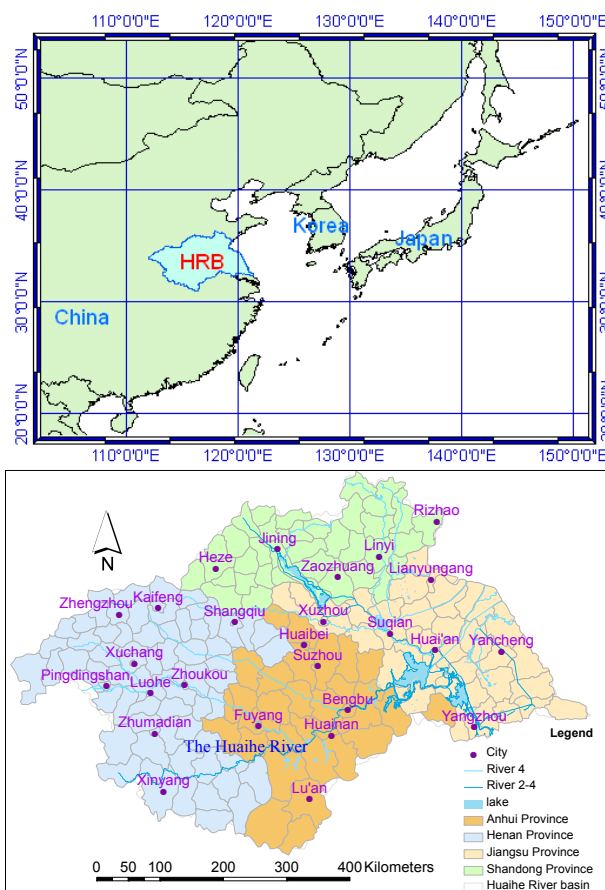 110°0'0"E 120°0'0"E 130°0'0"E 140°0'0"E 150°0'0"E
50°0'0"N
40°0'0"N
30°0'0"N
20°0'0"N
Korea
Japan
HRB
China
110°0'0"E 120°0'0"E 130°0'0"E 140°0'0"E 150°0'0"E
N
Rizhao
Jining
Linyi
Heze
Zaozhuang
Lianyungang
Zhengzhou
Kaifeng
Shangqiu
Xuzhou
Suqian
Huaibei
Huai'an
Yancheng
Xuchang
Suzhou
Pingdingshan
Luohe
Zhoukou
Bengbu
Zhumadian
Fuyang
Huainan
Yangzhou
The Huaihe River
Xinyang
Lu'an
Legend
City
River 4
River 2-4
lake
Anhui Province
Henan Province
Jiangsu Province
Shandong Province
Huaihe River basin
0 50 100 200 300 400 Kilometers